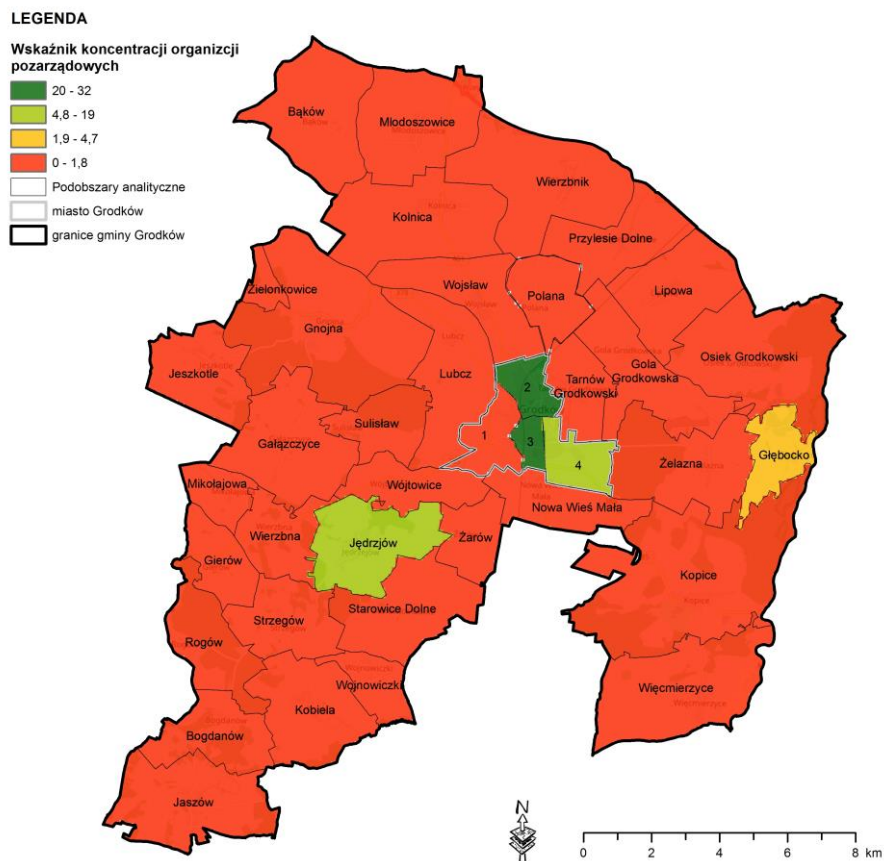 LEGENDA
Wskaźnik koncentracji organizcji
pozarządowych
20 - 32
4,8 - 19
1,9 - 4,7
0 - 1,8
Podobszary analityczne
miasto Grodków
granice gminy Grodków
Bąków
Młodoszowice
Wierzbnik
Kolnica
Przylesie Dolne
Wojsław
Polana
Lipowa
Zielonkowice
Gnojna
Osiek Grodkowski
Gola
Grodkowska
Jeszkotle
Lubcz
Tarnów
Grodkowski
2
Sulisław
1
3
4
Gałązczyce
Żelazna
Głębocko
Mikołajowa
Wójtowice
Nowa Wieś Mała
Wierzbna
Jędrzjów
Żarów
Gierów
Kopice
Starowice Dolne
Strzegów
Rogów
Wojnowiczki
Więcmierzyce
Kobiela
Bogdanów
Jaszów
N
0 2 4 6 8 km